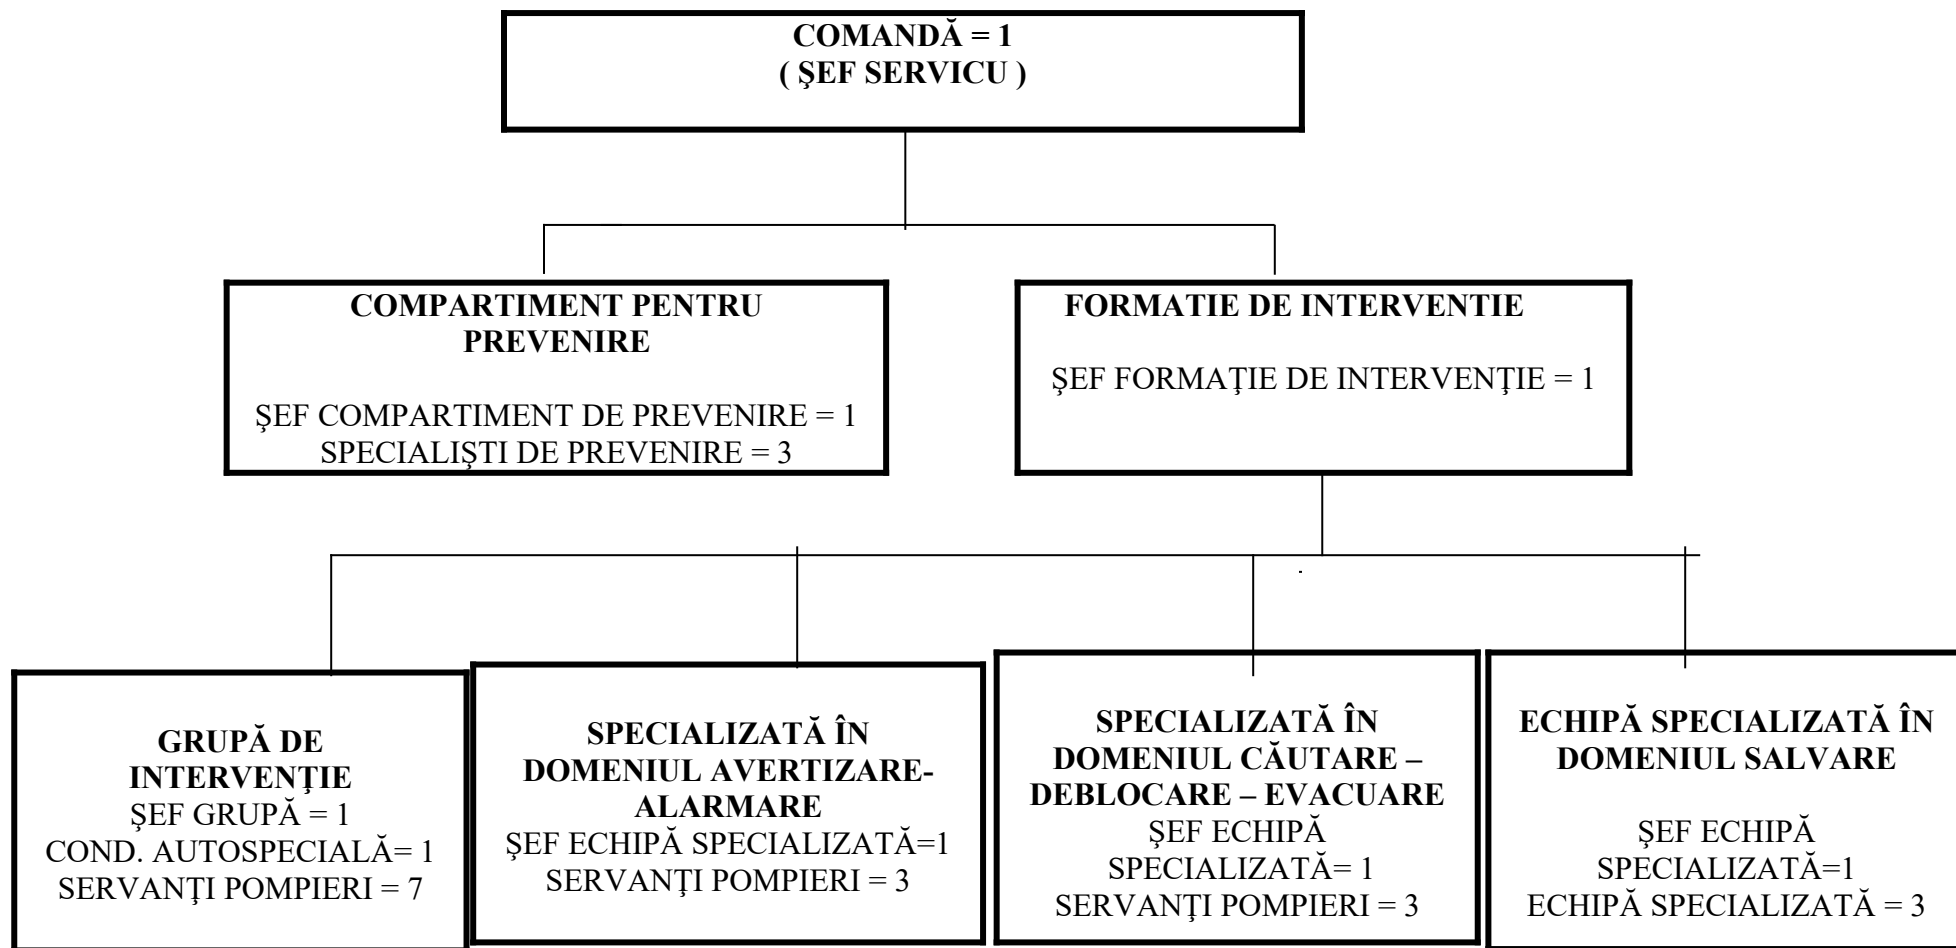 COMANDĂ = 1
( ŞEF SERVICU )
COMPARTIMENT PENTRU
PREVENIRE
ŞEF COMPARTIMENT DE PREVENIRE = 1
SPECIALIŞTI DE PREVENIRE = 3
FORMATIE DE INTERVENTIE
ŞEF FORMAŢIE DE INTERVENŢIE = 1
GRUPĂ DE
INTERVENŢIE
ŞEF GRUPĂ = 1
COND. AUTOSPECIALĂ= 1
SERVANŢI POMPIERI = 7
SPECIALIZATĂ ÎN
DOMENIUL AVERTIZARE-
ALARMARE
ŞEF ECHIPĂ SPECIALIZATĂ=1
SERVANŢI POMPIERI = 3
SPECIALIZATĂ ÎN
DOMENIUL CĂUTARE –
DEBLOCARE – EVACUARE
ŞEF ECHIPĂ
SPECIALIZATĂ= 1
SERVANŢI POMPIERI = 3
ECHIPĂ SPECIALIZATĂ ÎN
DOMENIUL SALVARE
ŞEF ECHIPĂ
SPECIALIZATĂ=1
ECHIPĂ SPECIALIZATĂ = 3